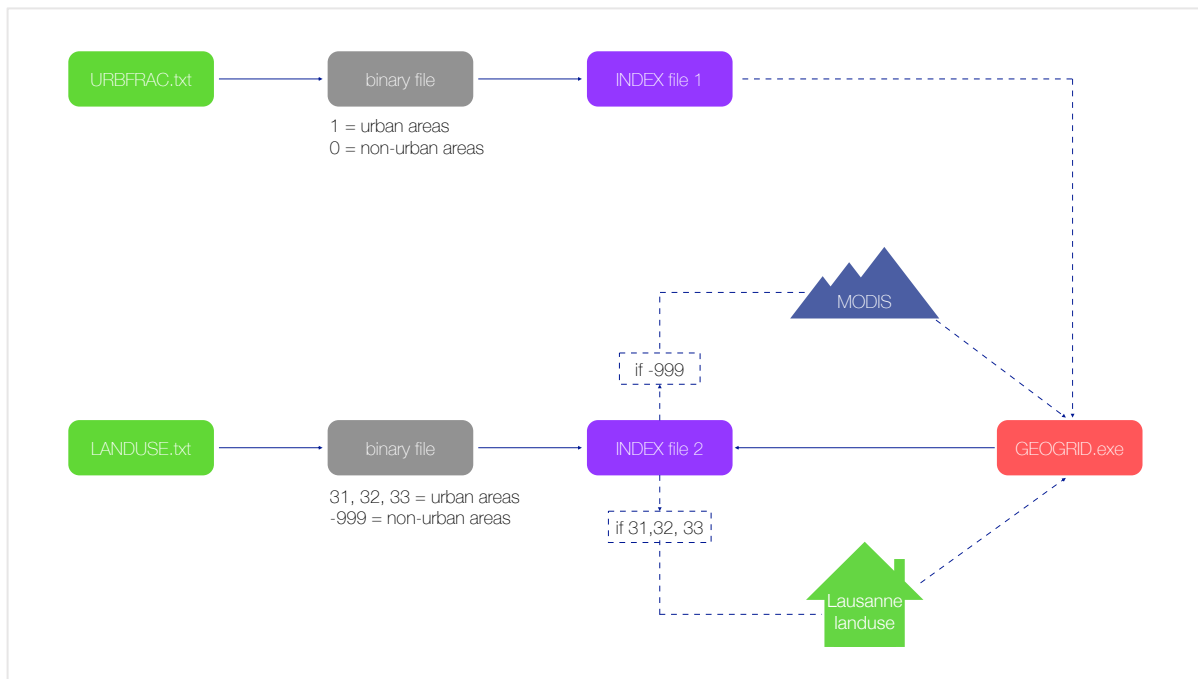 URBFRAC.txt
binary file
INDEX file 1
1 = urban areas
0 = non-urban areas
MODIS
if -999
LANDUSE.txt
binary file
INDEX file 2
GEOGRID.exe
31, 32, 33 = urban areas
-999 = non-urban areas
if 31,32, 33
Lausanne
landuse